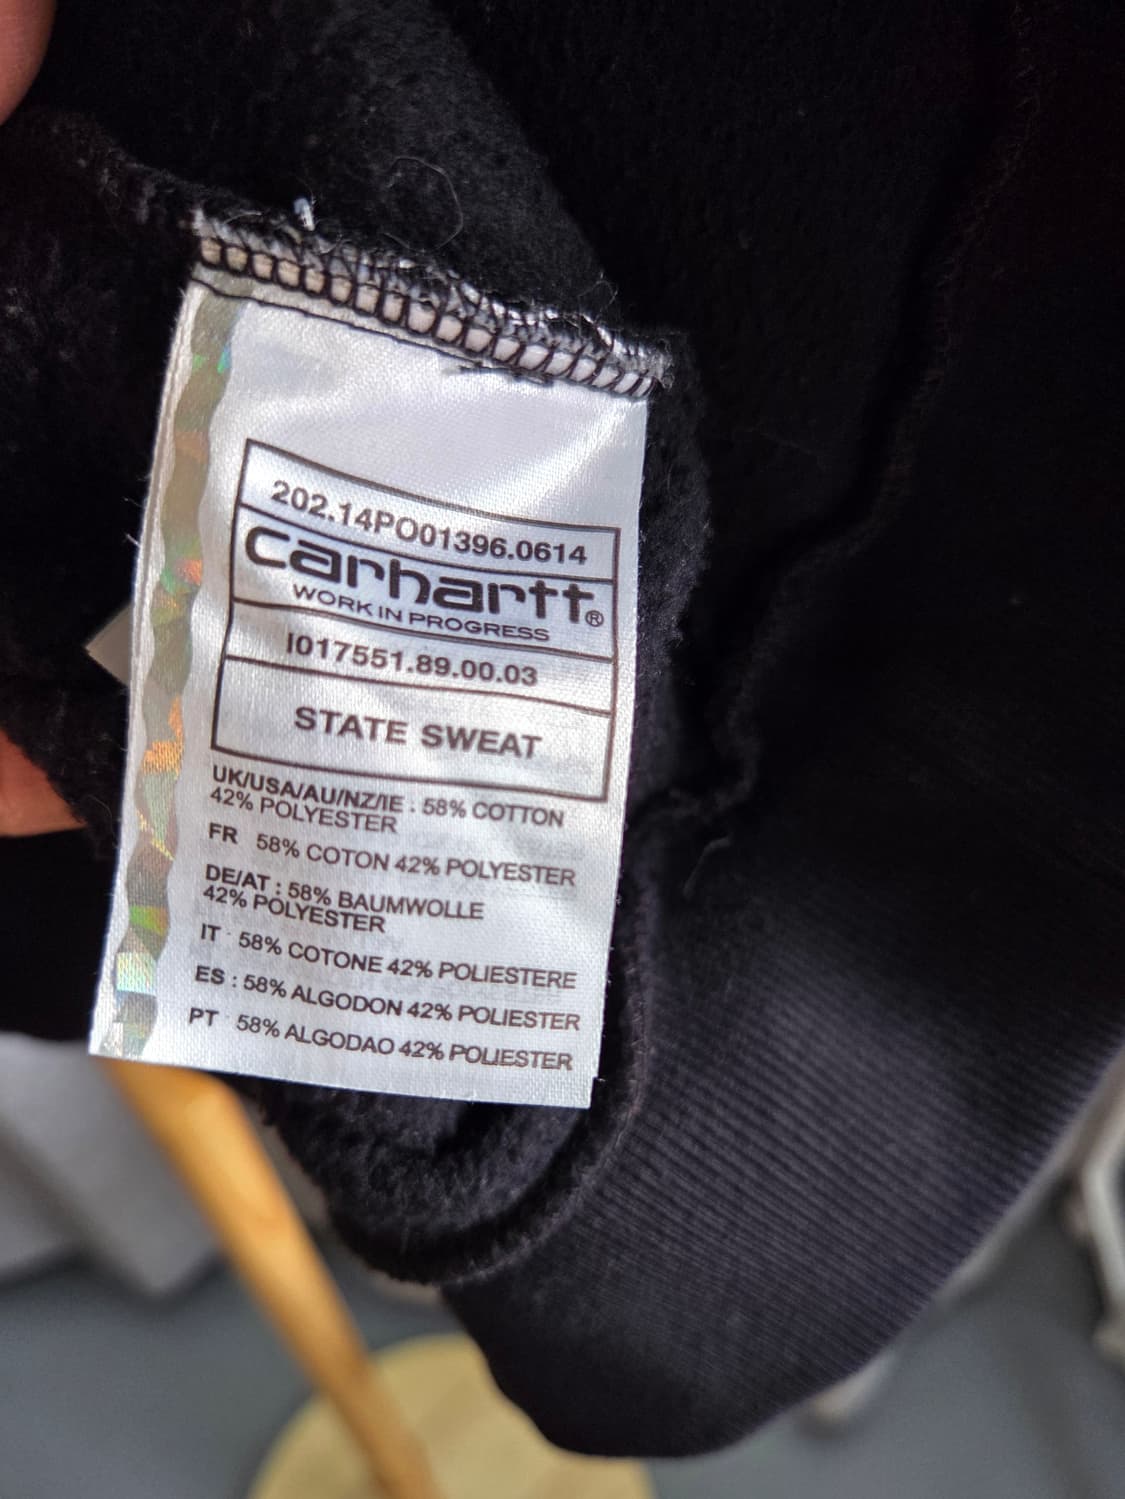 202.14PO01396.0614
Carhartt®
WORK IN PROGRESS
I017551.89.00.03
STATE SWEAT
UK/USA/AU/NZ/IE : 58% COTTON
42% POLYESTER
FR 58% COTON 42% POLYESTER
DE/AT : 58% BAUMWOLLE
42% POLYESTER
IT 58% COTONE 42% POLIESTERE
ES : 58% ALGODON 42% POLIESTER
PT 58% ALGODAO 42% POLIESTER